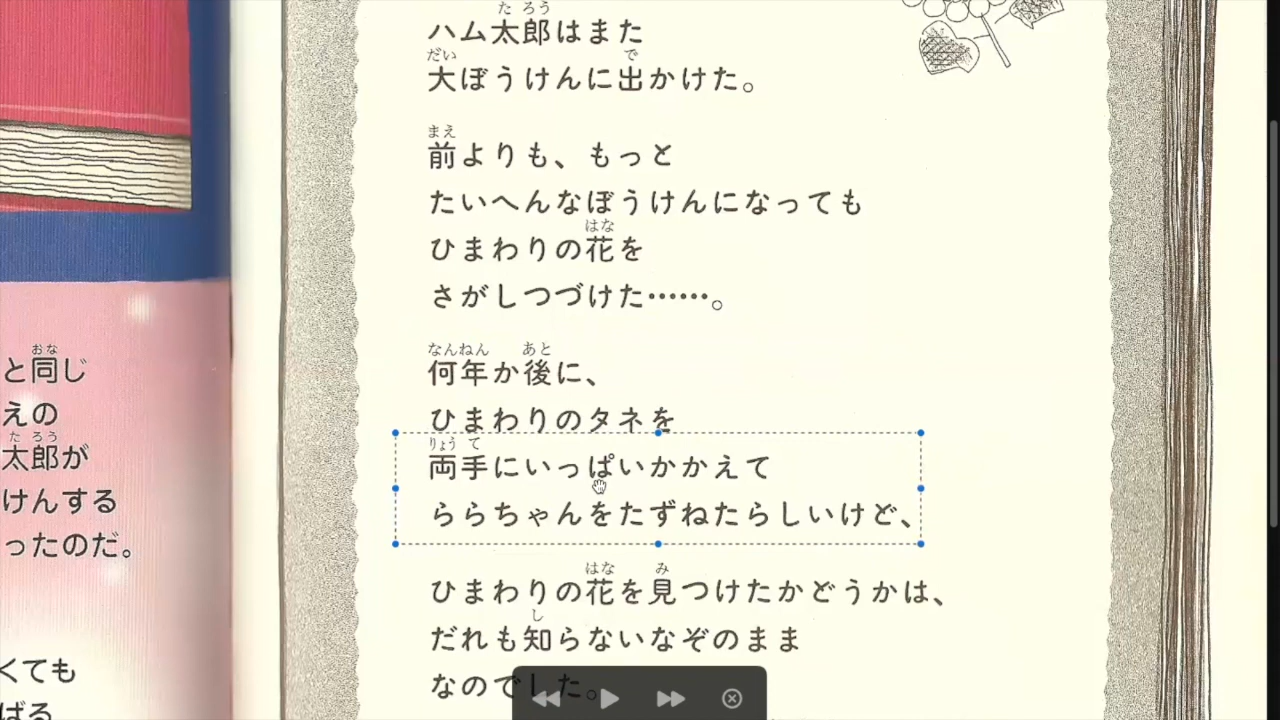 ハム太郎はまた
大ぼうけんに出かけた。
前よりも、もっと
たいへんなぼうけんになっても
ひまわりの花を
さがしつづけた……。
何年か後に、
ひまわりのタネを
両手にいっぱいかかえて
ららちゃんをたずねたらしいけど、
ひまわりの花を見つけたかどうかは、
だれも知らないなぞのまま
なのでした。
と同じ
えの
太郎が
けんする
ったのだ。
くても
ばる